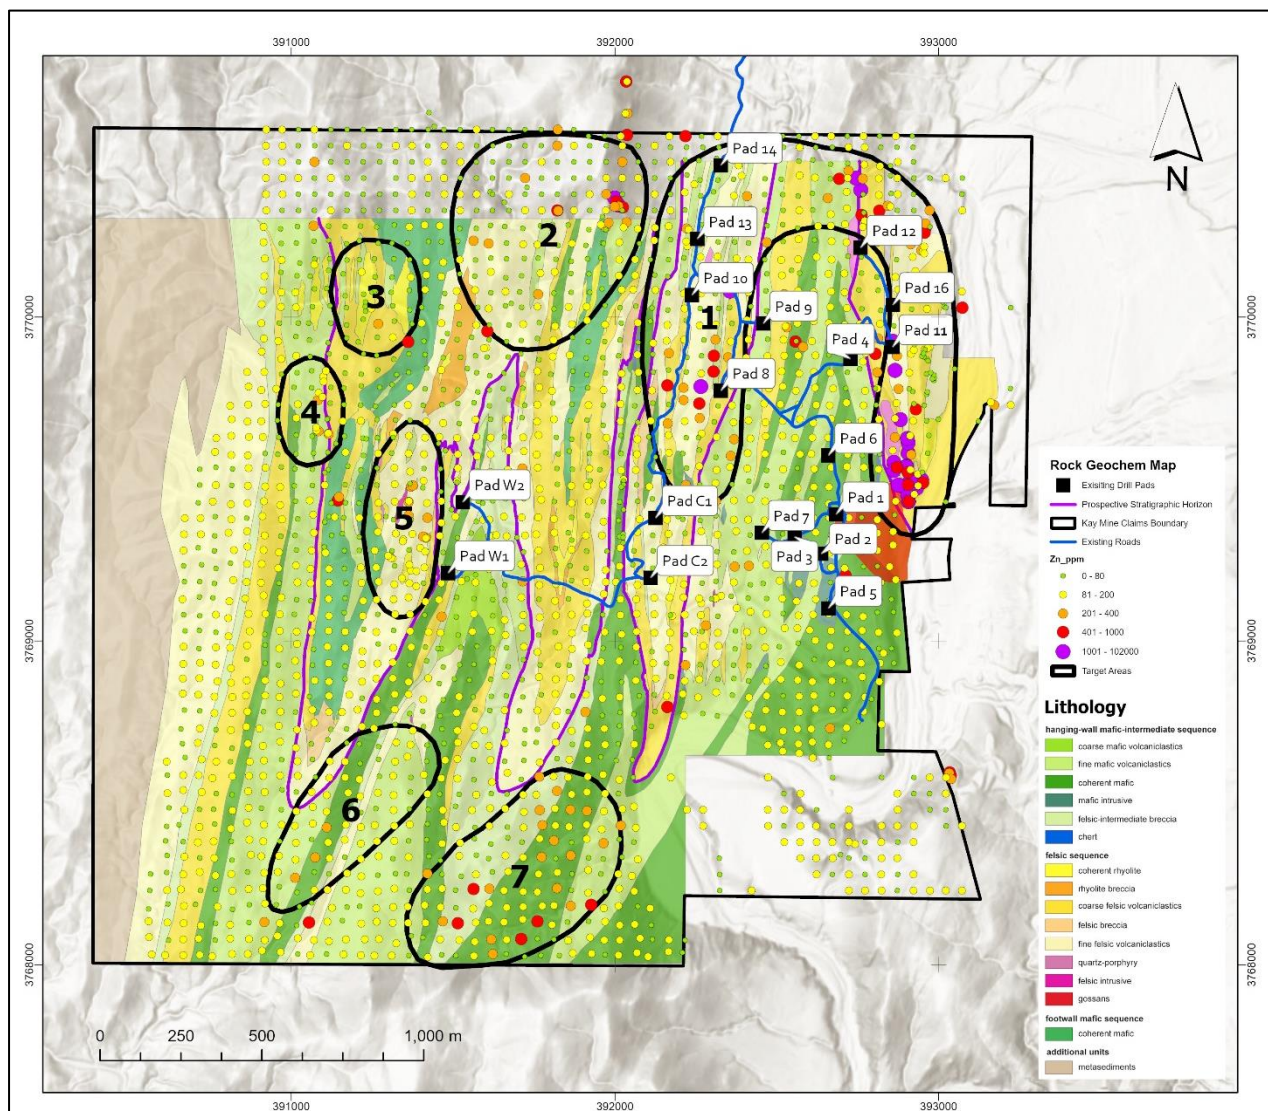 391000
392000
393000
N
Pad 14
Pad 13
Pad 12
2
3
Pad 10
Pad 16
1
Pad 9
3770000
3770000
Pad 11
Pad 4
Pad 8
4
Pad 6
Pad W2
Pad C1
Pad 1
5
Pad 7
Pad 2
Pad W1
Pad C2
Pad 3
Pad 5
3769000
3769000
6
7
3768000
3768000
0 250 500 1,000 m
391000
392000
393000
Rock Geochem Map
Exisiting Drill Pads
Prospective Stratigraphic Horizon
Kay Mine Claims Boundary
Existing Roads
Zn_ppm
0 - 80
81 - 200
201 - 400
401 - 1000
1001 - 102000
Target Areas
Lithology
hanging-wall mafic-intermediate sequence
coarse mafic volcaniclastics
fine mafic volcaniclastics
coherent mafic
mafic intrusive
felsic-intermediate breccia
chert
felsic sequence
coherent rhyolite
rhyolite breccia
coarse felsic volcaniclastics
felsic breccia
fine felsic volcaniclastics
quartz-porphyry
felsic intrusive
gossans
footwall mafic sequence
coherent mafic
additional units
metasediments